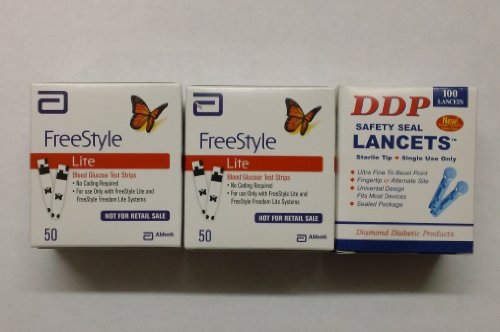 FreeStyle
Lite
Blood Glucose Test Strips
• No Coding Required
• For use Only with FreeStyle Lite and
FreeStyle Freedom Lite Systems
NOT FOR RETAIL SALE
50
Abbott
FreeStyle
Lite
Blood Glucose Test Strips
• No Coding Required
• For use Only with FreeStyle Lite and
FreeStyle Freedom Lite Systems
NOT FOR RETAIL SALE
50
Abbott
100
LANCETS
DDP
New!
SAFETY SEAL
LANCETS™
Sterile Tip • Single Use Only
• Ultra Fine Tri-Bevel Point
• Fingertip or Alternate Site
• Universal Design
Fits Most Devices
• Sealed Package
Diamond Diabetic Products